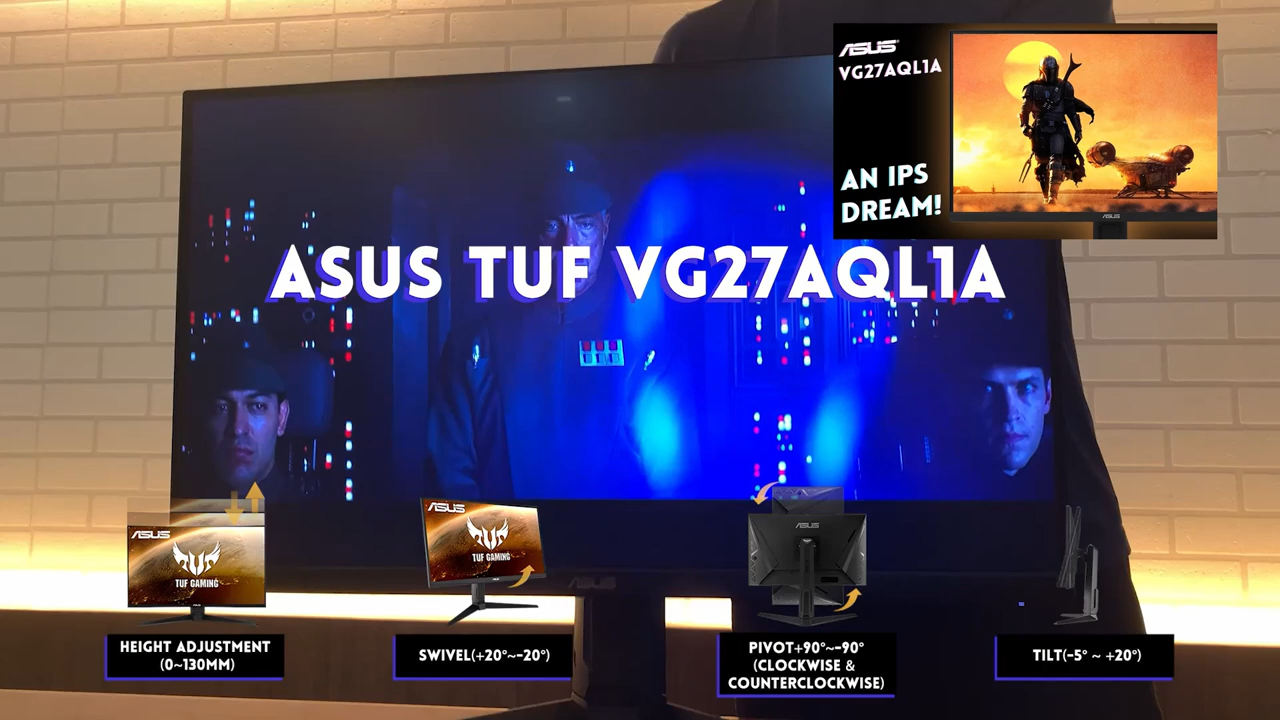 ASUS
VG27AQL1A
AN IPS
DREAM!
ASUS
ASUS TUF VG27AQL1A
ASUS
TUF GAMING
ASUS
TUF GAMING
ASUS
HEIGHT ADJUSTMENT
(0~130MM)
SWIVEL(+20°~-20°)
PIVOT+90°~-90°
(CLOCKWISE &
COUNTERCLOCKWISE)
TILT(-5° ~ +20°)